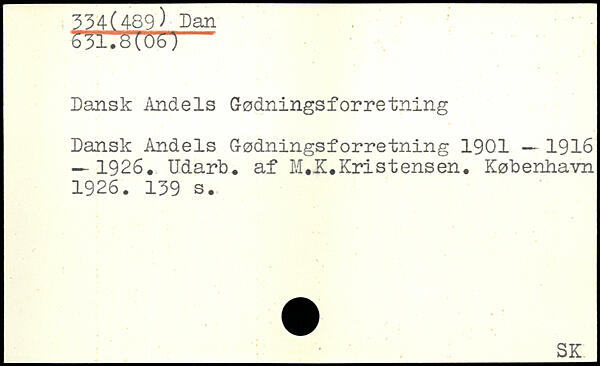 334(489) Dan
631.8(06)
Dansk Andels Gødningsforretning
Dansk Andels Gødningsforretning 1901 — 1916
— 1926. Udarb. af M.K.Kristensen. København
1926. 139 s.
SK